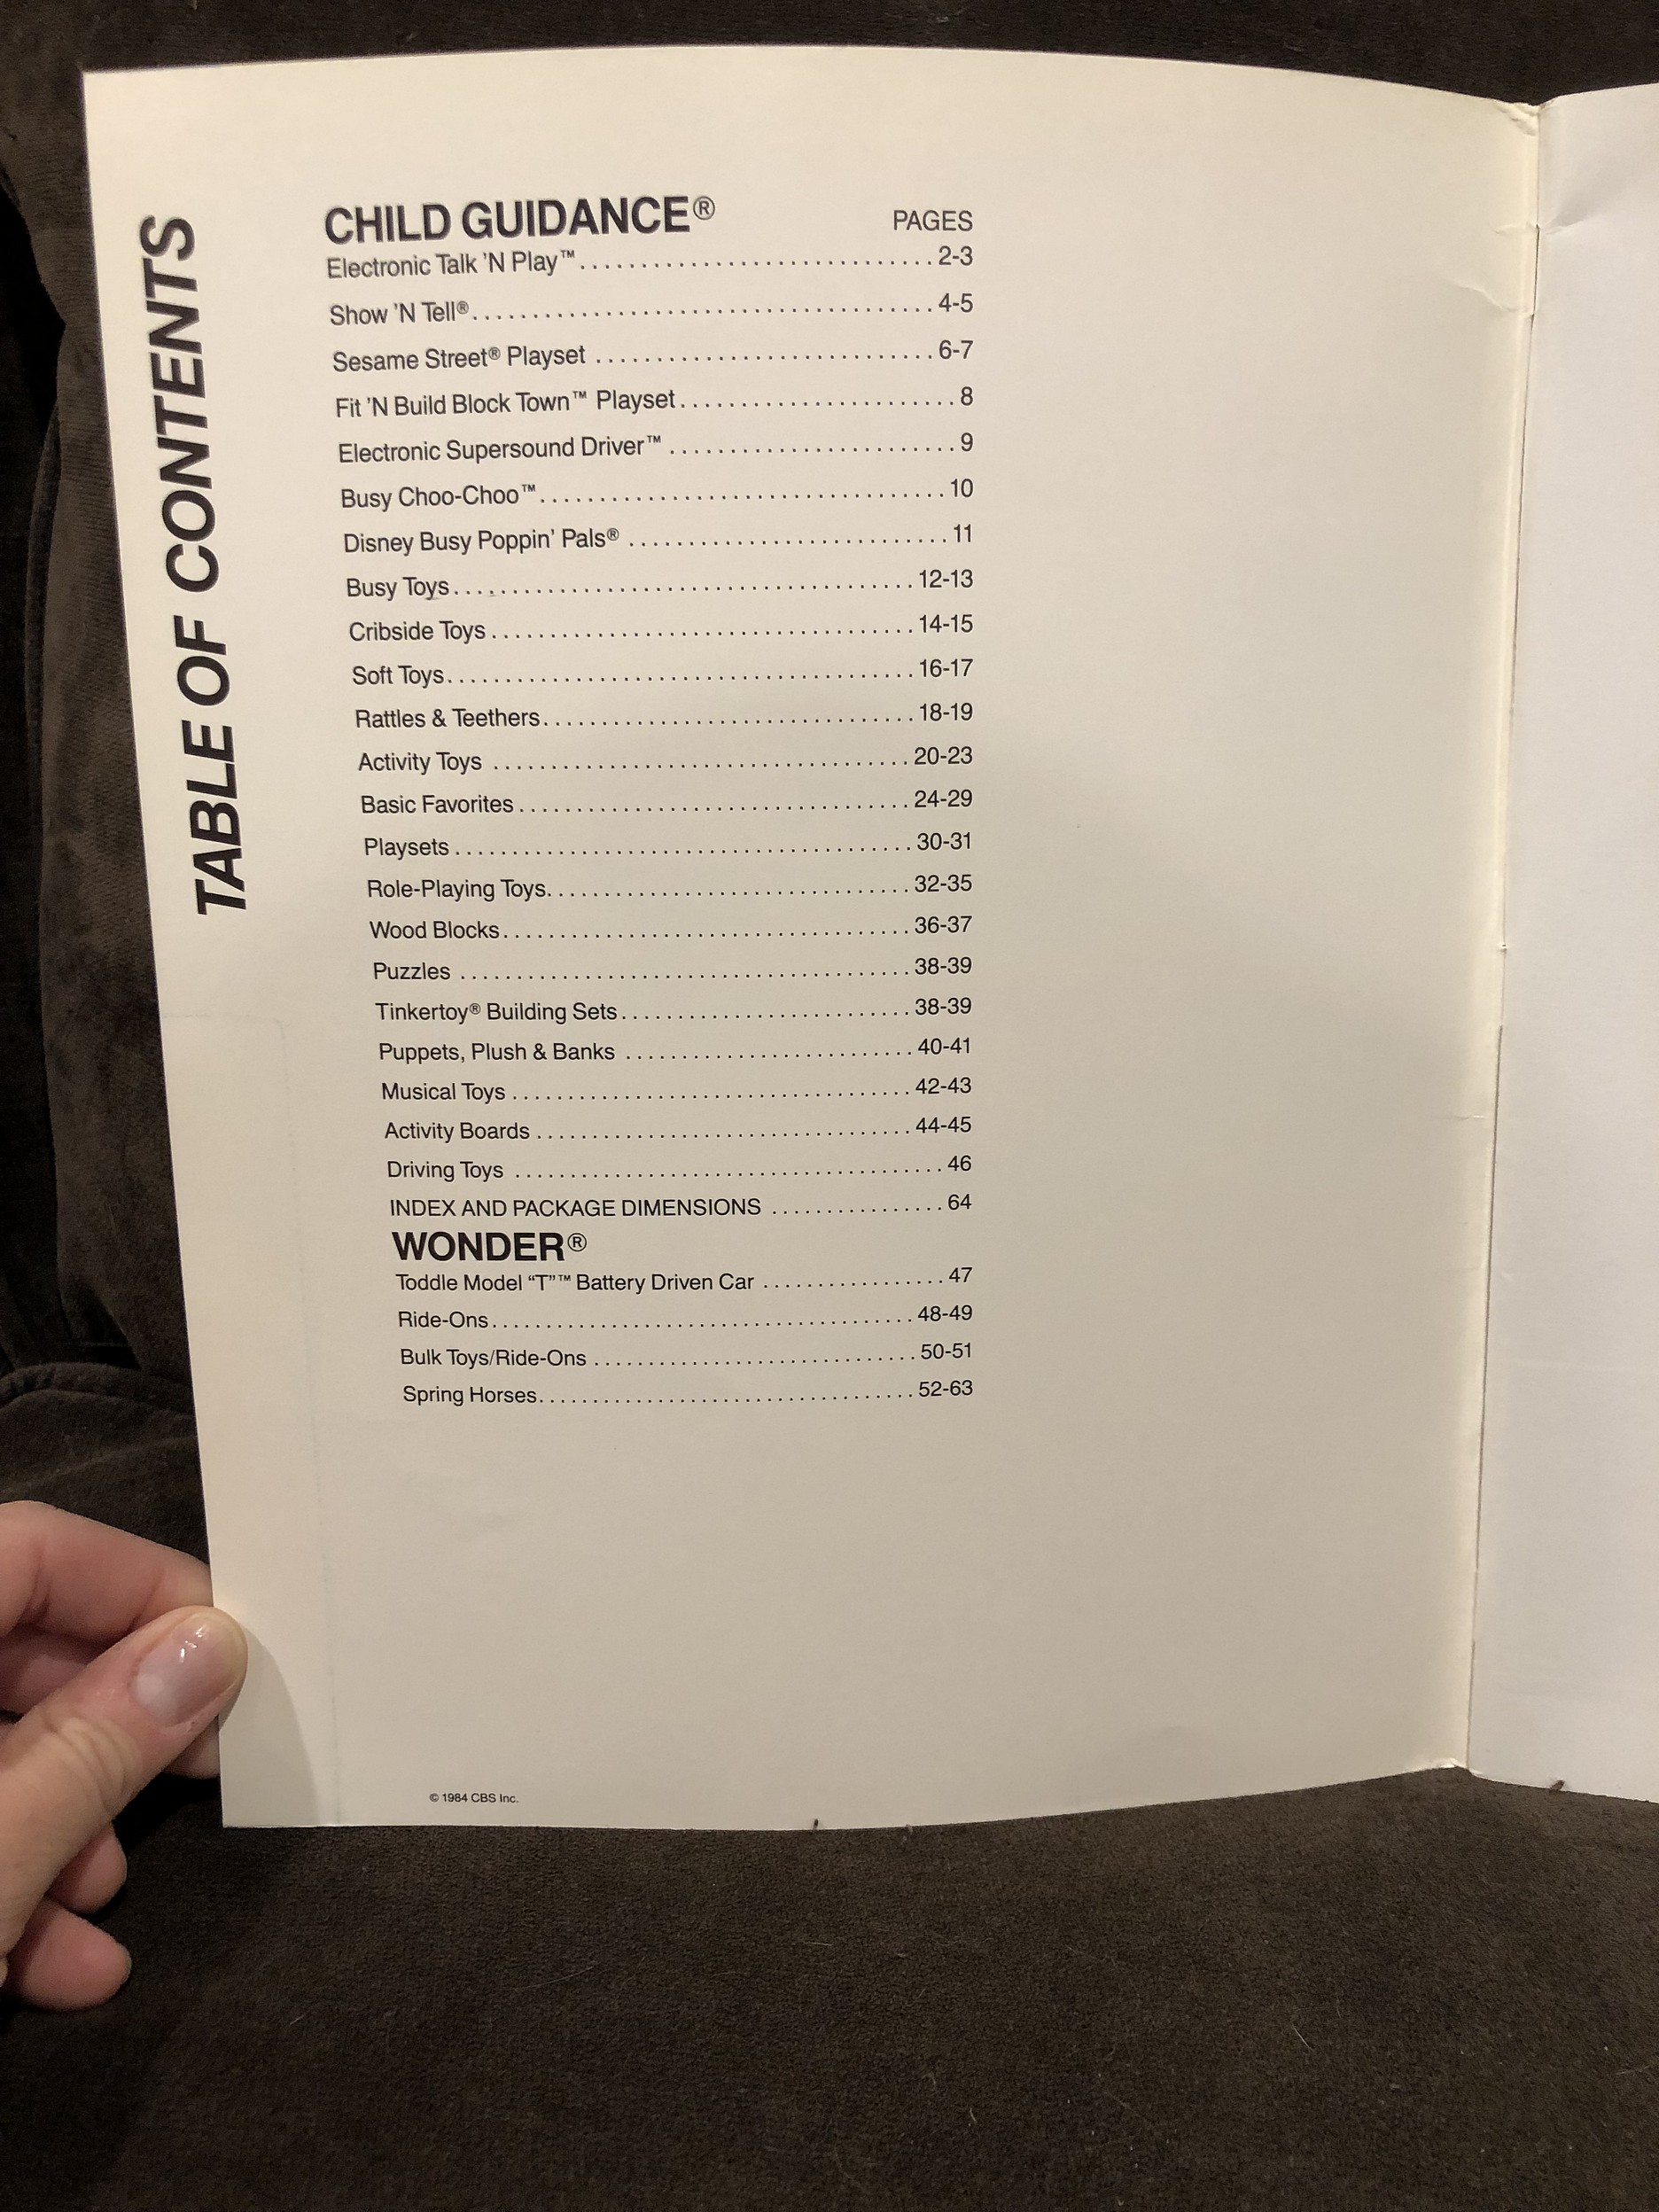 TABLE OF CONTENTS
CHILD GUIDANCE®
PAGES
Electronic Talk 'N Play™ . . . . . . . . . . . . . . . . . . . . . . . . . . . . . 2-3
Show 'N Tell® . . . . . . . . . . . . . . . . . . . . . . . . . . . . . . . . . . . . . . 4-5
Sesame Street® Playset . . . . . . . . . . . . . . . . . . . . . . . . . . . . 6-7
Fit 'N Build Block Town™ Playset . . . . . . . . . . . . . . . . . . . . . . . 8
Electronic Supersound Driver™ . . . . . . . . . . . . . . . . . . . . . . . . 9
Busy Choo-Choo™ . . . . . . . . . . . . . . . . . . . . . . . . . . . . . . . . . . 10
Disney Busy Poppin' Pals® . . . . . . . . . . . . . . . . . . . . . . . . . . . 11
Busy Toys . . . . . . . . . . . . . . . . . . . . . . . . . . . . . . . . . . . . . . . 12-13
Cribside Toys . . . . . . . . . . . . . . . . . . . . . . . . . . . . . . . . . . . . 14-15
Soft Toys . . . . . . . . . . . . . . . . . . . . . . . . . . . . . . . . . . . . . . . . 16-17
Rattles & Teethers . . . . . . . . . . . . . . . . . . . . . . . . . . . . . . . . 18-19
Activity Toys . . . . . . . . . . . . . . . . . . . . . . . . . . . . . . . . . . . . 20-23
Basic Favorites . . . . . . . . . . . . . . . . . . . . . . . . . . . . . . . . . . 24-29
Playsets . . . . . . . . . . . . . . . . . . . . . . . . . . . . . . . . . . . . . . . . 30-31
Role-Playing Toys . . . . . . . . . . . . . . . . . . . . . . . . . . . . . . . . 32-35
Wood Blocks . . . . . . . . . . . . . . . . . . . . . . . . . . . . . . . . . . . . 36-37
Puzzles . . . . . . . . . . . . . . . . . . . . . . . . . . . . . . . . . . . . . . . . 38-39
Tinkertoy® Building Sets . . . . . . . . . . . . . . . . . . . . . . . . . . 38-39
Puppets, Plush & Banks . . . . . . . . . . . . . . . . . . . . . . . . . . 40-41
Musical Toys . . . . . . . . . . . . . . . . . . . . . . . . . . . . . . . . . . . . 42-43
Activity Boards . . . . . . . . . . . . . . . . . . . . . . . . . . . . . . . . . . 44-45
Driving Toys . . . . . . . . . . . . . . . . . . . . . . . . . . . . . . . . . . . . . . 46
INDEX AND PACKAGE DIMENSIONS . . . . . . . . . . . . . . . . 64
WONDER®
Toddle Model “T”™ Battery Driven Car . . . . . . . . . . . . . . . . . 47
Ride-Ons . . . . . . . . . . . . . . . . . . . . . . . . . . . . . . . . . . . . . . 48-49
Bulk Toys/Ride-Ons . . . . . . . . . . . . . . . . . . . . . . . . . . . . . 50-51
Spring Horses . . . . . . . . . . . . . . . . . . . . . . . . . . . . . . . . . . 52-63
© 1984 CBS Inc.